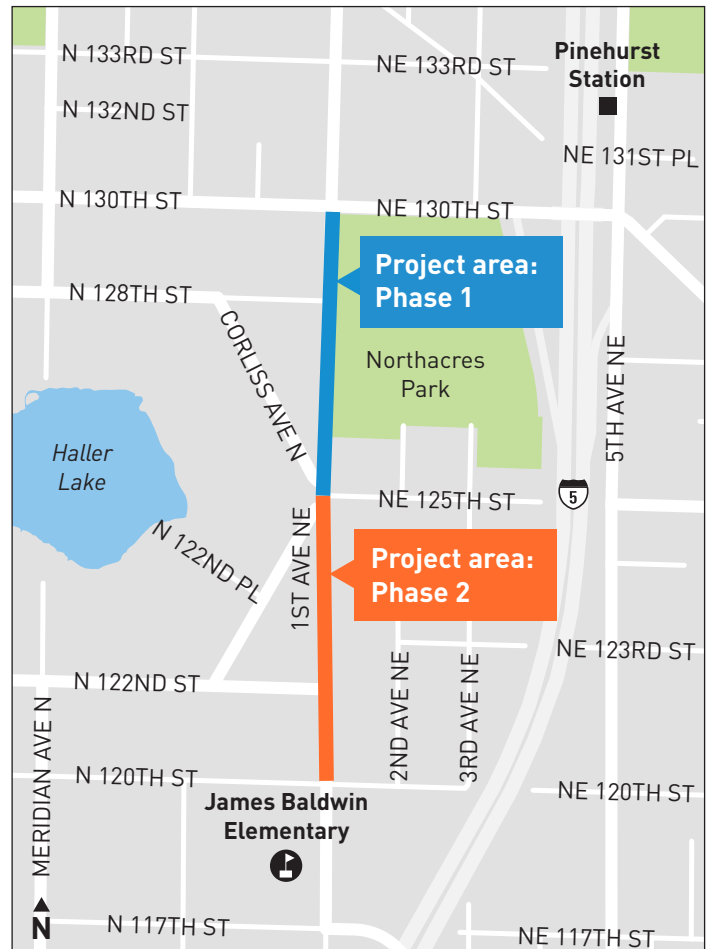 N 133RD ST
NE 133RD ST
Pinehurst
Station
N 132ND ST
NE 131ST PL
N 130TH ST
NE 130TH ST
Project area:
Phase 1
N 128TH ST
CORLISS AVE N
Northacres
Park
5TH AVE NE
Haller
Lake
5
NE 125TH ST
N 122ND PL
1ST AVE NE
Project area:
Phase 2
NE 123RD ST
N 122ND ST
2ND AVE NE
3RD AVE NE
MERIDIAN AVE N
N 120TH ST
NE 120TH ST
James Baldwin
Elementary
N
N 117TH ST
NE 117TH ST